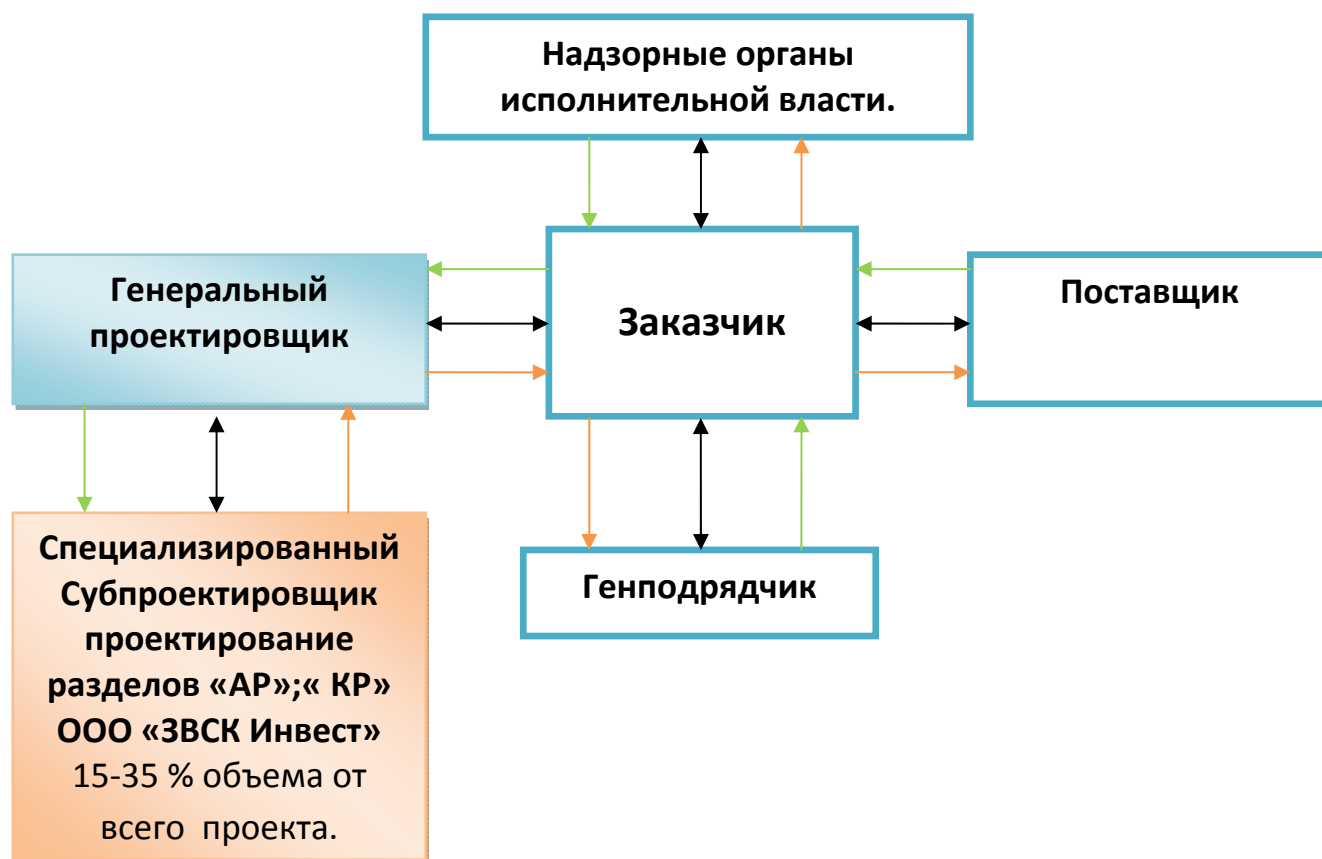 Надзорные органы
исполнительной власти.
Генеральный
проектировщик
Заказчик
Поставщик
Специализированный
Субпроектировщик
проектирование
разделов «АР»;« КР»
ООО «ЗВСК Инвест»
15-35 % объема от
всего проекта.
Генподрядчик